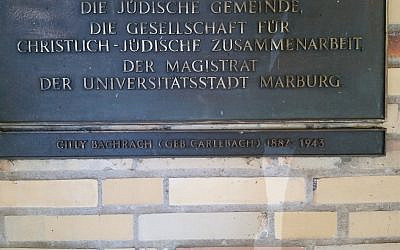 DIE JÜDISCHE GEMEINDE,
DIE GESELLSCHAFT FÜR
CHRISTLICH-JÜDISCHE ZUSAMMENARBEIT,
DER MAGISTRAT
DER UNIVERSITÄTSSTADT MARBURG.
CILLY BACHRACH (GEB CARLEBACH) 1887-1943